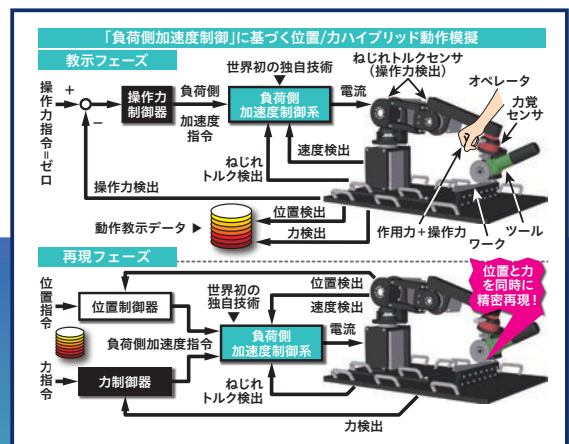 「負荷側加速度制御」に基づく位置/力ハイブリッド動作模擬
教示フェーズ
世界初の独自技術
ねじれトルクセンサ
(操作力検出)
オペレータ
力覚
センサ
操作力指令=ゼロ
+
−
操作力
制御器
負荷側
加速度
指令
負荷側
加速度制御系
電流
速度検出
ねじれ
トルク検出
操作力検出
動作教示データ ▶
位置検出
力検出
作用力+操作力
ワーク
ツール
再現フェーズ
位置指令
位置制御器
世界初の
独自技術
位置検出
速度検出
位置と力
を同時に
精密再現!
負荷側加速度指令
負荷側
加速度制御系
電流
力指令
力制御器
ねじれ
トルク検出
力検出